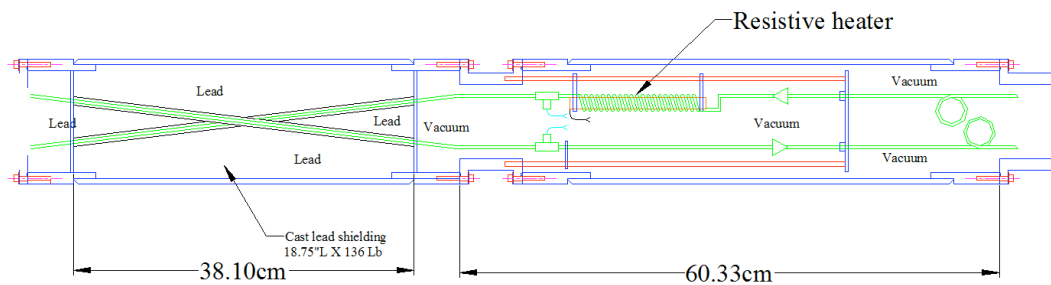 Resistive heater
Lead
Vacuum
Lead
Lead
Vacuum
Vacuum
Lead
Vacuum
Cast lead shielding
18.75"L X 136 Lb
38.10cm
60.33cm